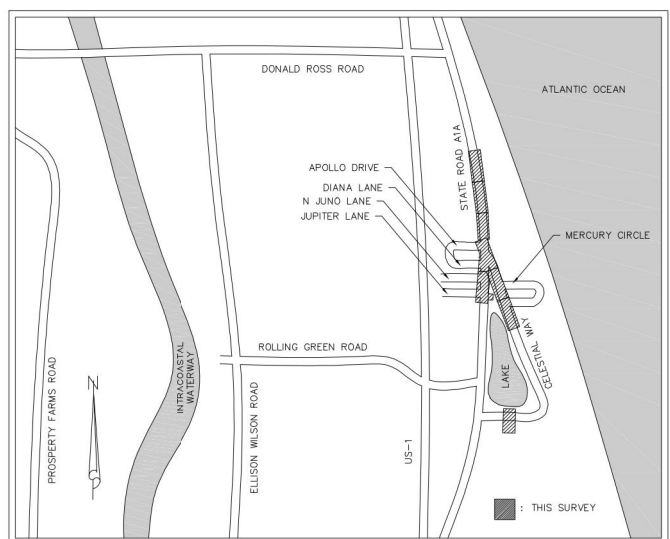 DONALD ROSS ROAD
ATLANTIC OCEAN
STATE ROAD A1A
APOLLO DRIVE
DIANA LANE
N JUNO LANE
JUPITER LANE
MERCURY CIRCLE
ROLLING GREEN ROAD
PROSPERTY FARMS ROAD
N
INTRACOASTAL
WATERWAY
ELLISON WILSON ROAD
US-1
LAKE
CELESTIAL WAY
: THIS SURVEY